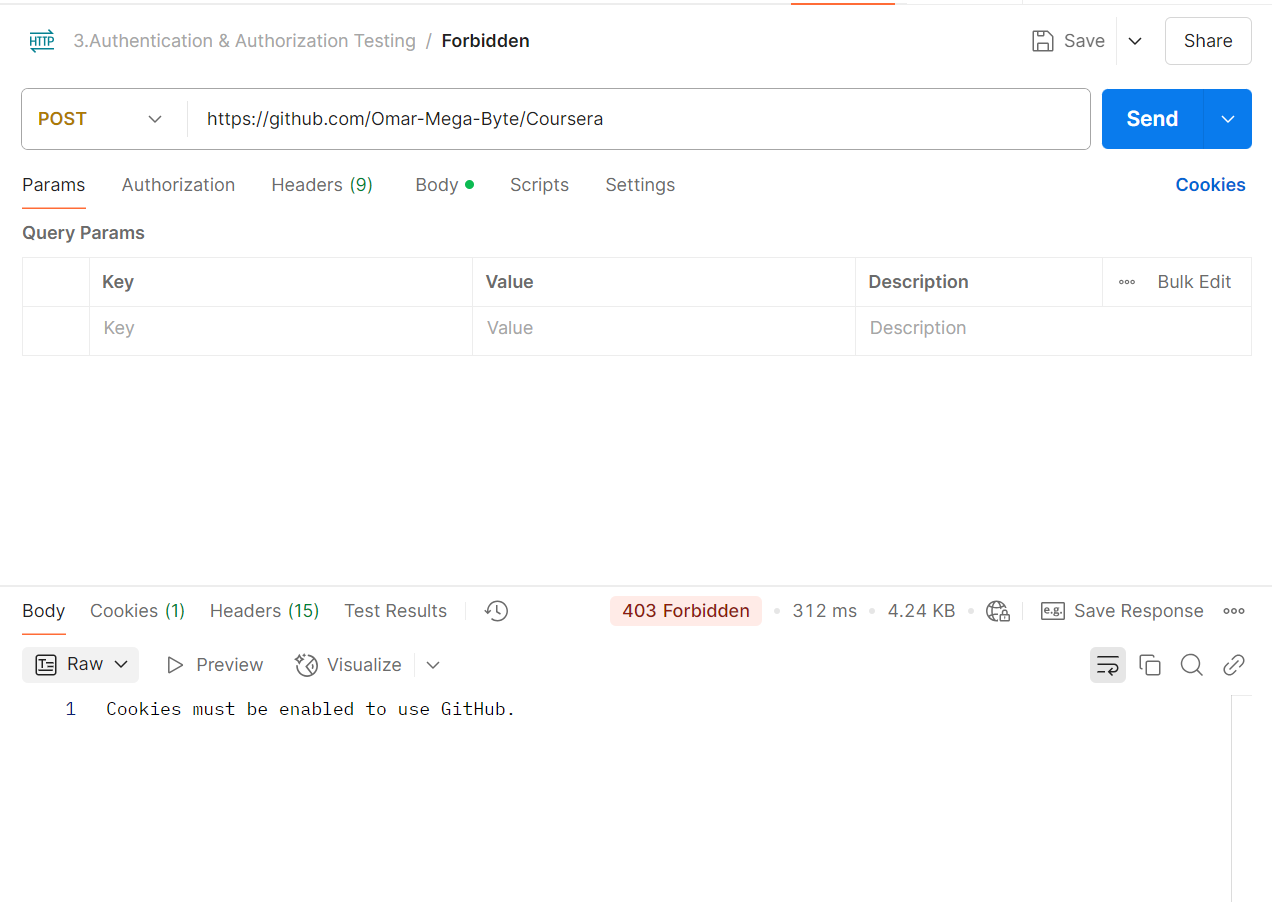 HTTP 3.Authentication & Authorization Testing / Forbidden Save Share
POST https://github.com/Omar-Mega-Byte/Coursera Send
Params Authorization Headers (9) Body Scripts Settings Cookies
Query Params
Key Value Description Bulk Edit
Key Value Description
Body Cookies (1) Headers (15) Test Results 403 Forbidden 312 ms 4.24 KB e.g. Save Response
Raw Preview Visualize
1 Cookies must be enabled to use GitHub.